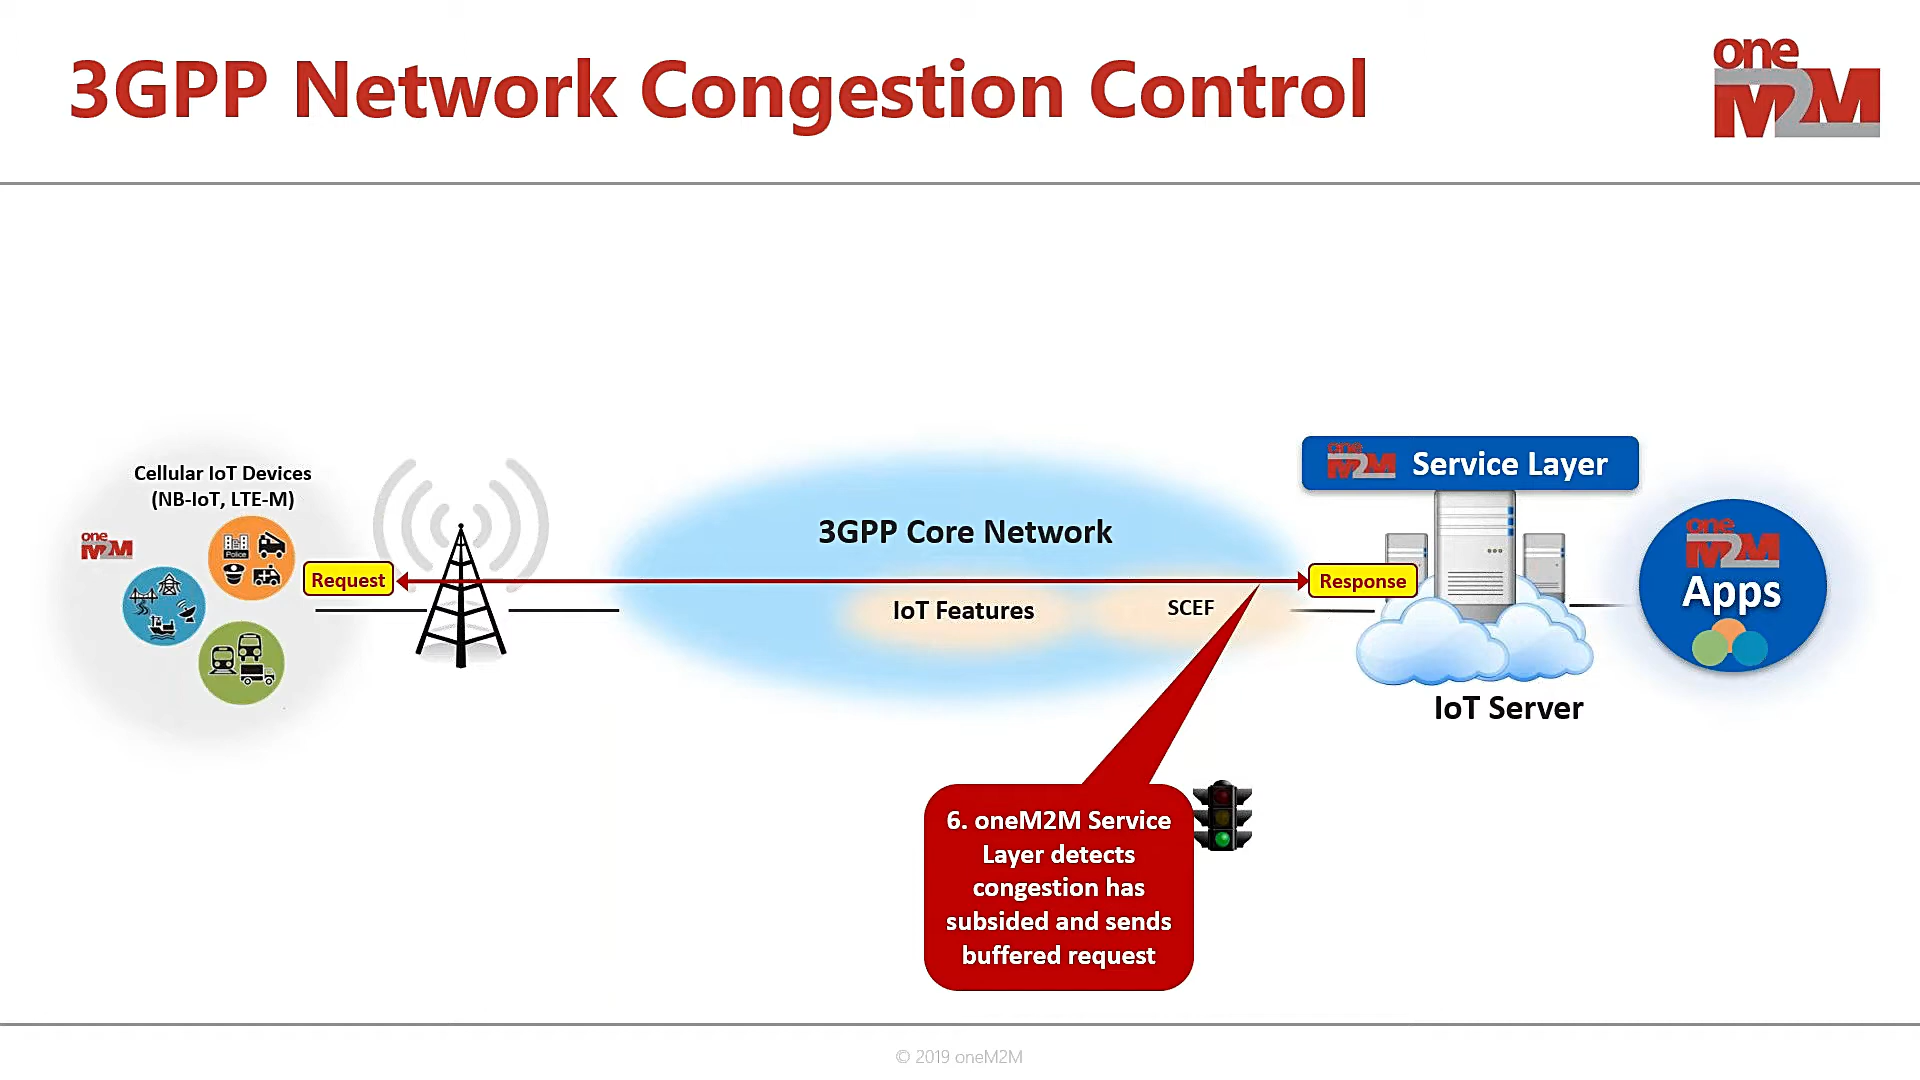 3GPP Network Congestion Control
one
M2M
one
M2M Service Layer
Cellular IoT Devices
(NB-IoT, LTE-M)
one
M2M
Police
3GPP Core Network
Request
Response
IoT Features
SCEF
one
M2M
Apps
IoT Server
6. oneM2M Service
Layer detects
congestion has
subsided and sends
buffered request
© 2019 oneM2M